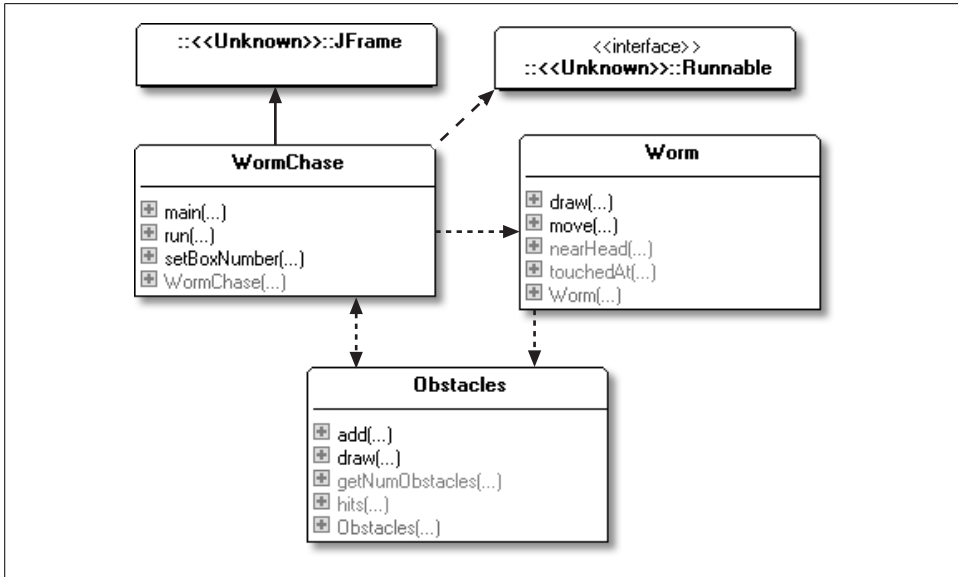 ::<<Unknown>>::JFrame
<<interface>>
::<<Unknown>>::Runnable
WormChase
main(...)
run(...)
setBoxNumber(...)
WormChase(...)
Worm
draw(...)
move(...)
nearHead(...)
touchedAt(...)
Worm(...)
Obstacles
add(...)
draw(...)
getNumObstacles(...)
hits(...)
Obstacles(...)